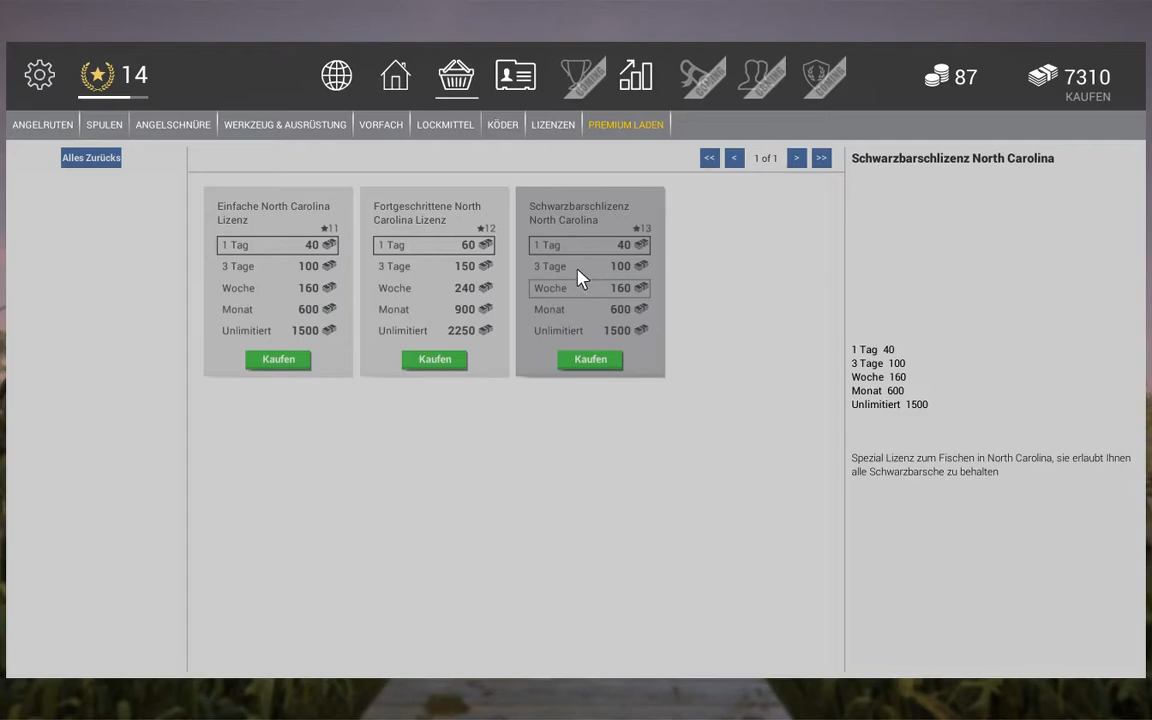 14
87
7310
KAUFEN
ANGELRUTEN SPULEN ANGELSCHNÜRE WERKZEUG & AUSRÜSTUNG VORFACH LOCKMITTEL KÖDER LIZENZEN PREMIUM LADEN
Alles Zurücks
<< < 1 of 1 > >>
Einfache North Carolina
Lizenz
★11
1 Tag 40
3 Tage 100
Woche 160
Monat 600
Unlimitiert 1500
Kaufen
Fortgeschrittene North
Carolina Lizenz
★12
1 Tag 60
3 Tage 150
Woche 240
Monat 900
Unlimitiert 2250
Kaufen
Schwarzbarschlizenz
North Carolina
★13
1 Tag 40
3 Tage 100
Woche 160
Monat 600
Unlimitiert 1500
Kaufen
Schwarzbarschlizenz North Carolina
1 Tag 40
3 Tage 100
Woche 160
Monat 600
Unlimitiert 1500
Spezial Lizenz zum Fischen in North Carolina, sie erlaubt Ihnen
alle Schwarzbarsche zu behalten